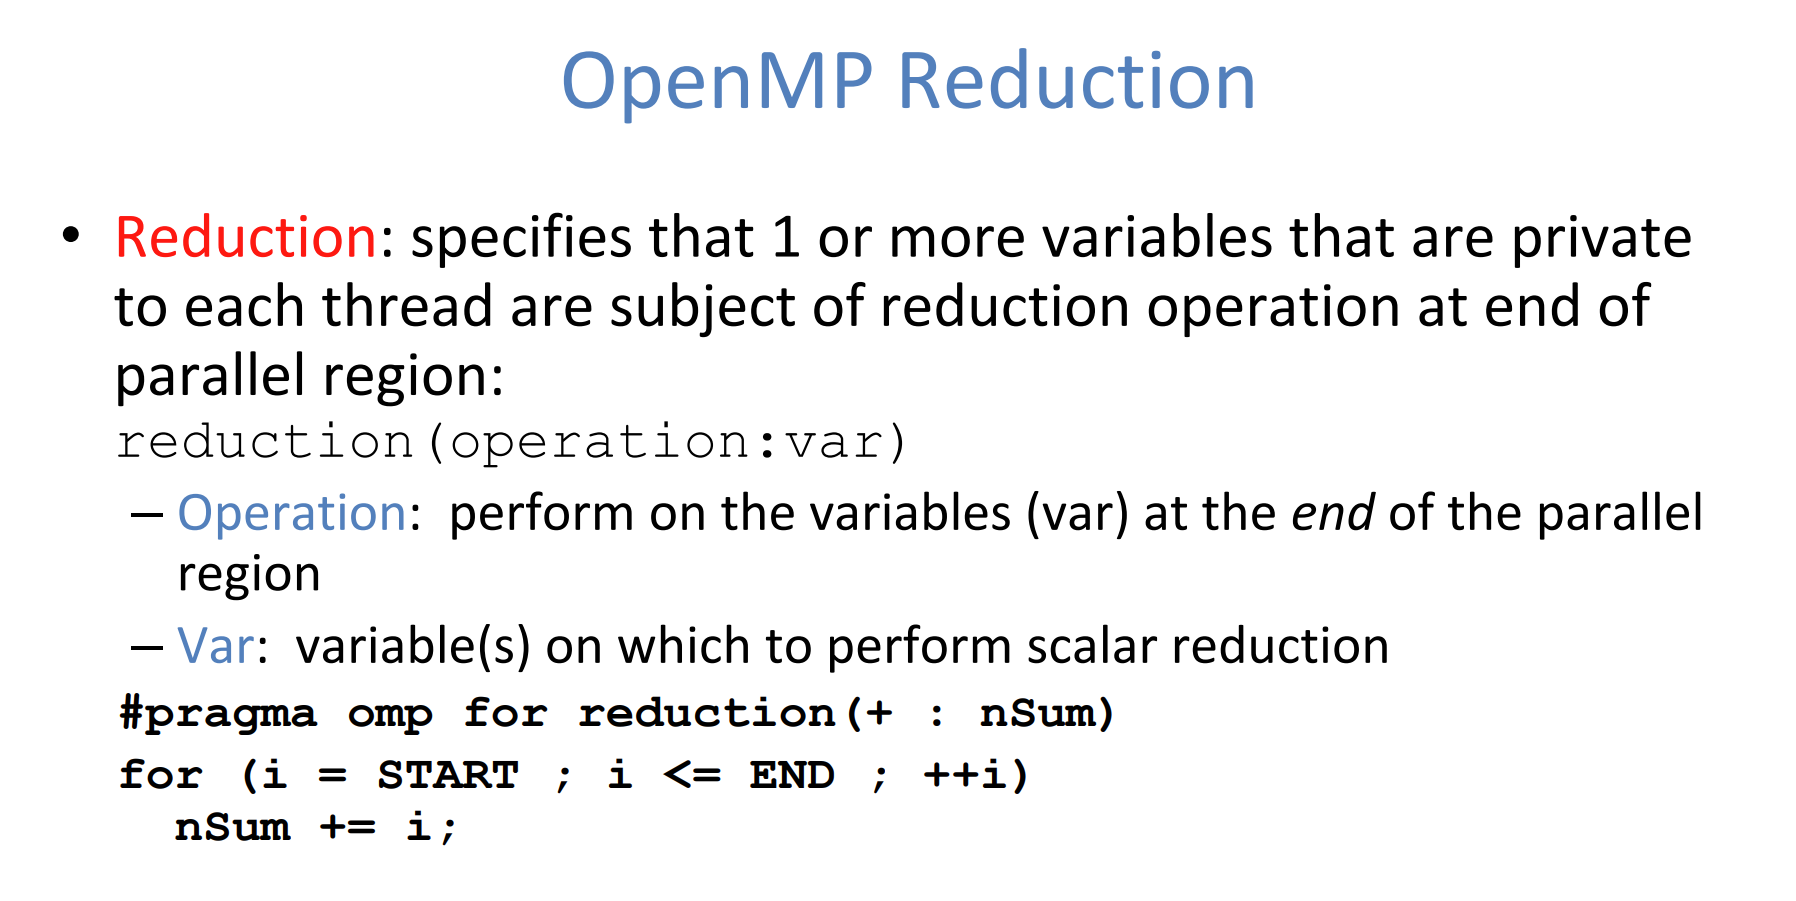 OpenMP Reduction
• Reduction: specifies that 1 or more variables that are private
to each thread are subject of reduction operation at end of
parallel region:
reduction(operation:var)
– Operation: perform on the variables (var) at the end of the parallel
region
– Var: variable(s) on which to perform scalar reduction
#pragma omp for reduction(+ : nSum)
for (i = START ; i <= END ; ++i)
nSum += i;